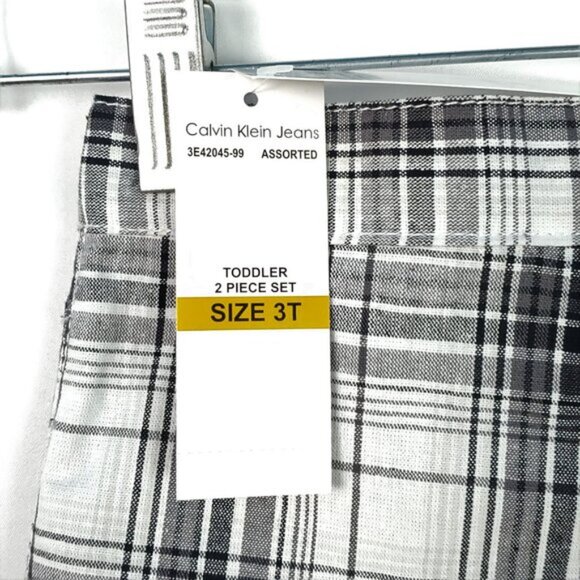 Calvin Klein Jeans
3E42045-99 ASSORTED
TODDLER
2 PIECE SET
SIZE 3T